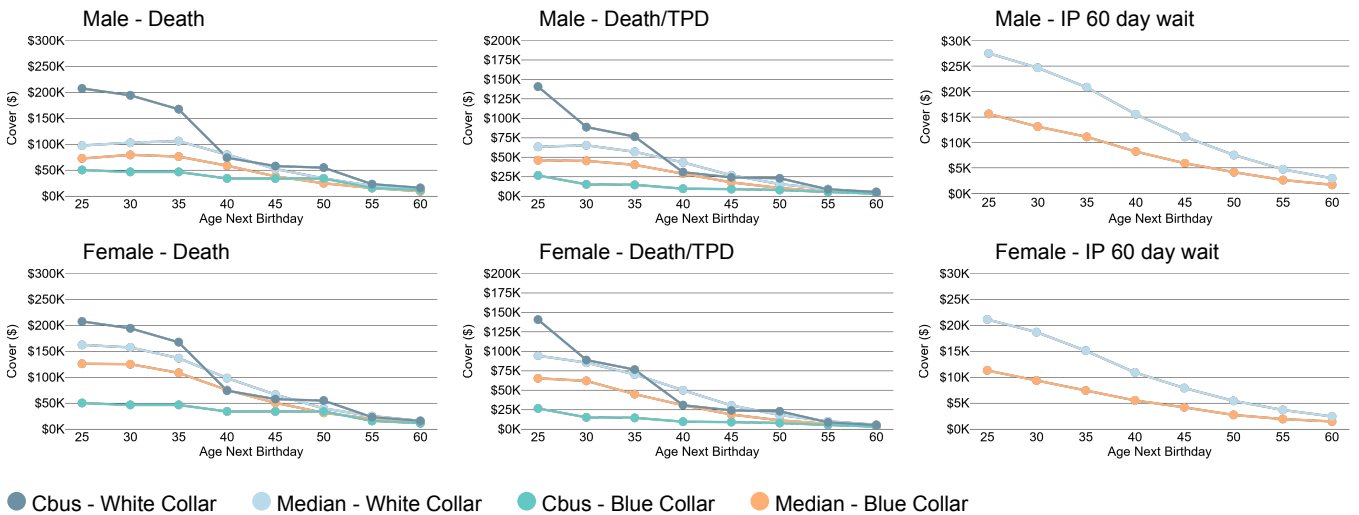 Male - Death
$300K
$250K
$200K
$150K
$100K
$50K
$0K
Cover ($)
25 30 35 40 45 50 55 60
Age Next Birthday
Male - Death/TPD
$200K
$175K
$150K
$125K
$100K
$75K
$50K
$25K
$0K
Cover ($)
25 30 35 40 45 50 55 60
Age Next Birthday
Male - IP 60 day wait
$30K
$25K
$20K
$15K
$10K
$5K
$0K
Cover ($)
25 30 35 40 45 50 55 60
Age Next Birthday
Female - Death
$300K
$250K
$200K
$150K
$100K
$50K
$0K
Cover ($)
25 30 35 40 45 50 55 60
Age Next Birthday
Female - Death/TPD
$200K
$175K
$150K
$125K
$100K
$75K
$50K
$25K
$0K
Cover ($)
25 30 35 40 45 50 55 60
Age Next Birthday
Female - IP 60 day wait
$30K
$25K
$20K
$15K
$10K
$5K
$0K
Cover ($)
25 30 35 40 45 50 55 60
Age Next Birthday
Cbus - White Collar Median - White Collar Cbus - Blue Collar Median - Blue Collar